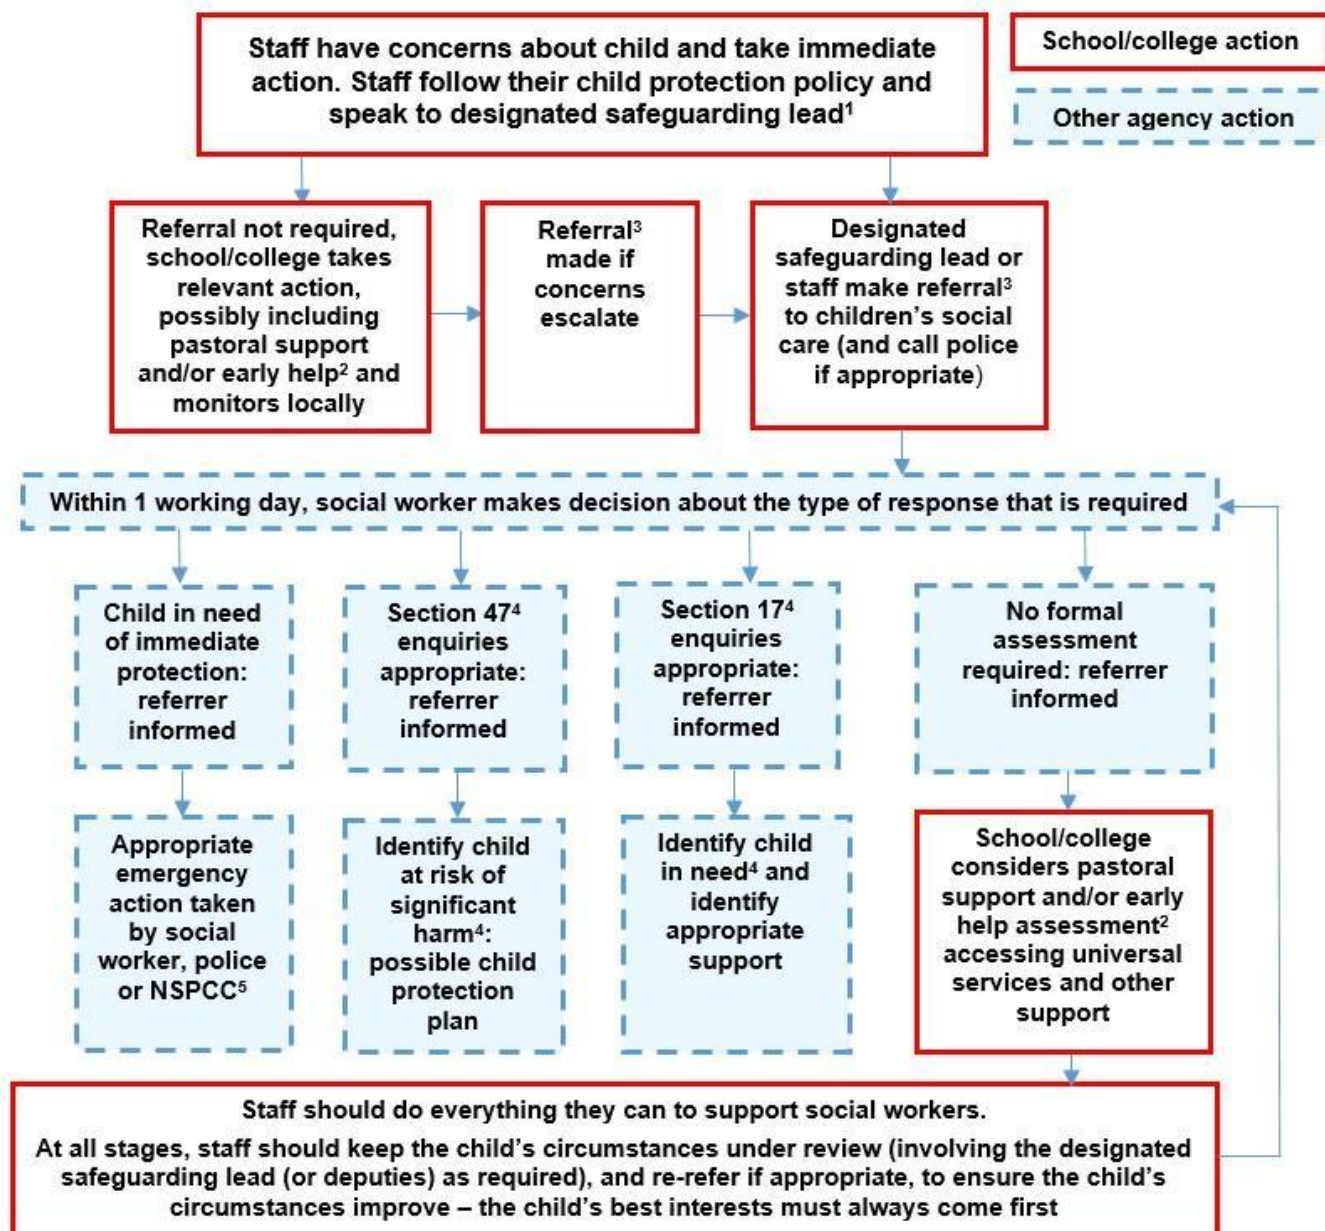 Staff have concerns about child and take immediate
action. Staff follow their child protection policy and
speak to designated safeguarding lead¹
School/college action
Other agency action
Referral not required,
school/college takes
relevant action,
possibly including
pastoral support
and/or early help² and
monitors locally
Referral³
made if
concerns
escalate
Designated
safeguarding lead or
staff make referral³
to children’s social
care (and call police
if appropriate)
Within 1 working day, social worker makes decision about the type of response that is required
Child in need
of immediate
protection:
referrer
informed
Section 47⁴
enquiries
appropriate:
referrer
informed
Section 17⁴
enquiries
appropriate:
referrer
informed
No formal
assessment
required: referrer
informed
Appropriate
emergency
action taken
by social
worker, police
or NSPCC⁵
Identify child
at risk of
significant
harm⁴:
possible child
protection
plan
Identify child
in need⁴ and
identify
appropriate
support
School/college
considers pastoral
support and/or early
help assessment²
accessing universal
services and other
support
Staff should do everything they can to support social workers.
At all stages, staff should keep the child’s circumstances under review (involving the designated
safeguarding lead (or deputies) as required), and re-refer if appropriate, to ensure the child’s
circumstances improve – the child’s best interests must always come first